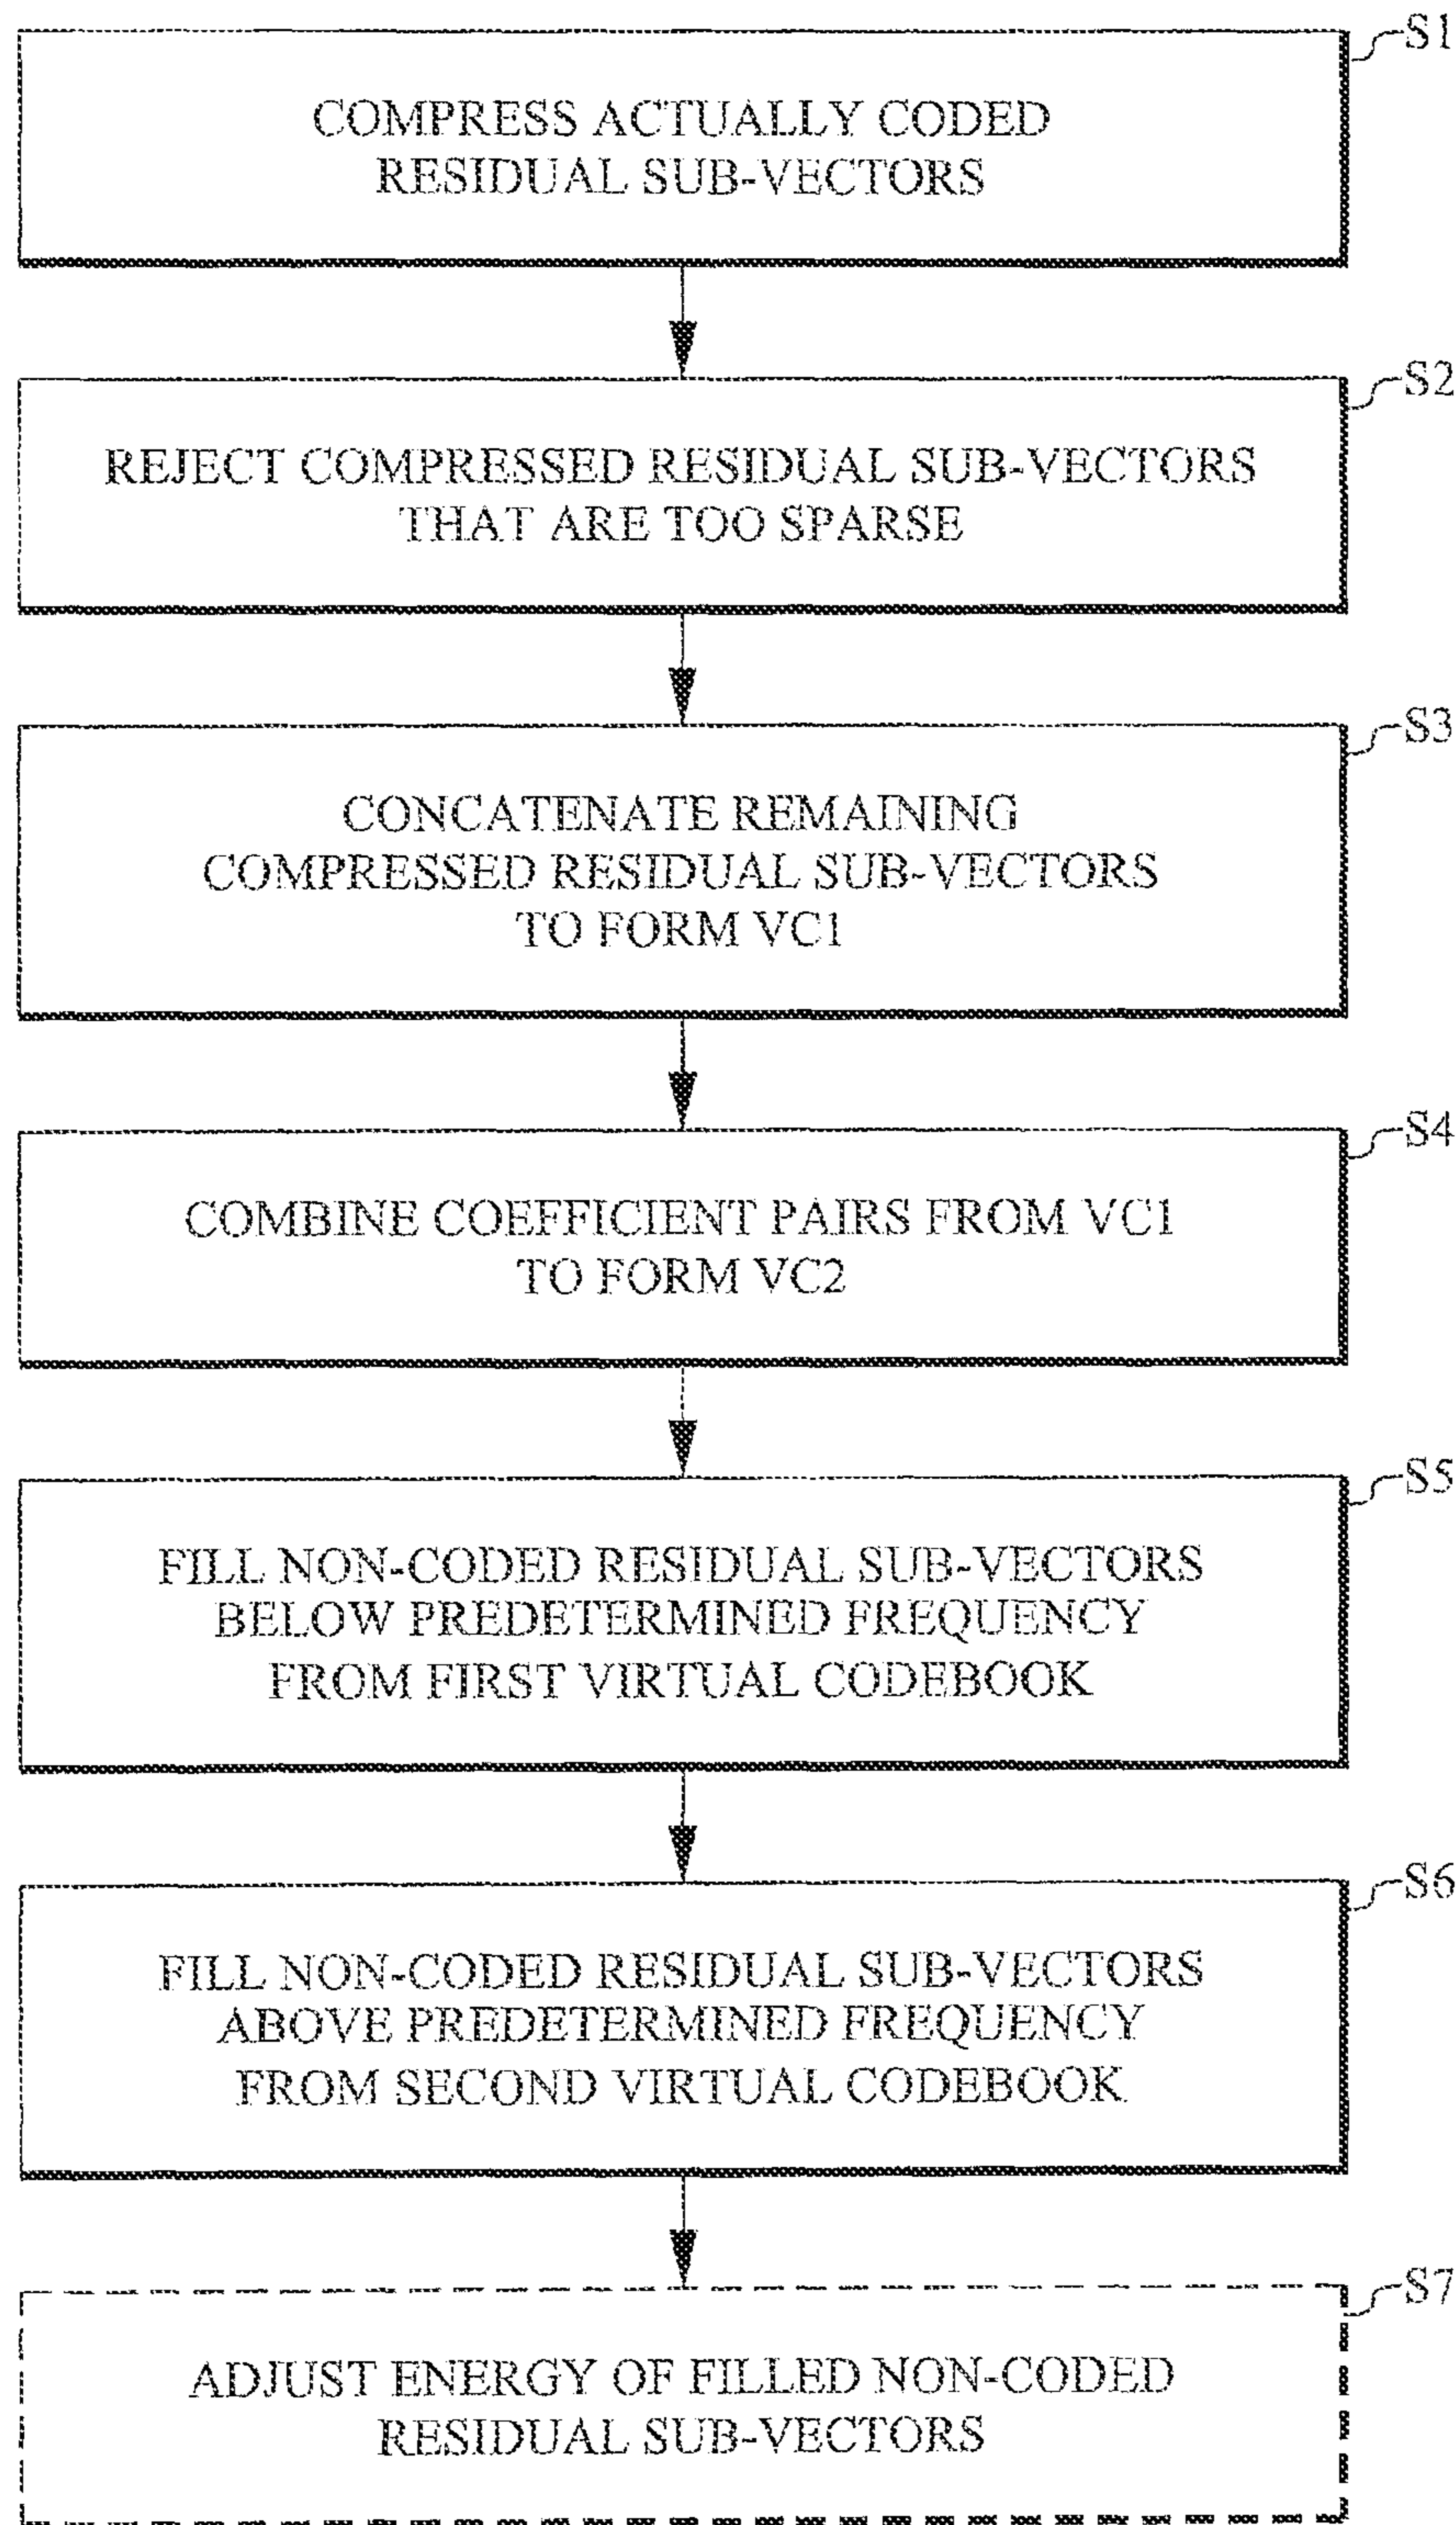 S1
COMPRESS ACTUALLY CODED
RESIDUAL SUB-VECTORS
S2
REJECT COMPRESSED RESIDUAL SUB-VECTORS
THAT ARE TOO SPARSE
S3
CONCATENATE REMAINING
COMPRESSED RESIDUAL SUB-VECTORS
TO FORM VC1
S4
COMBINE COEFFICIENT PAIRS FROM VC1
TO FORM VC2
S5
FILL NON-CODED RESIDUAL SUB-VECTORS
BELOW PREDETERMINED FREQUENCY
FROM FIRST VIRTUAL CODEBOOK
S6
FILL NON-CODED RESIDUAL SUB-VECTORS
ABOVE PREDETERMINED FREQUENCY
FROM SECOND VIRTUAL CODEBOOK
S7
ADJUST ENERGY OF FILLED NON-CODED
RESIDUAL SUB-VECTORS